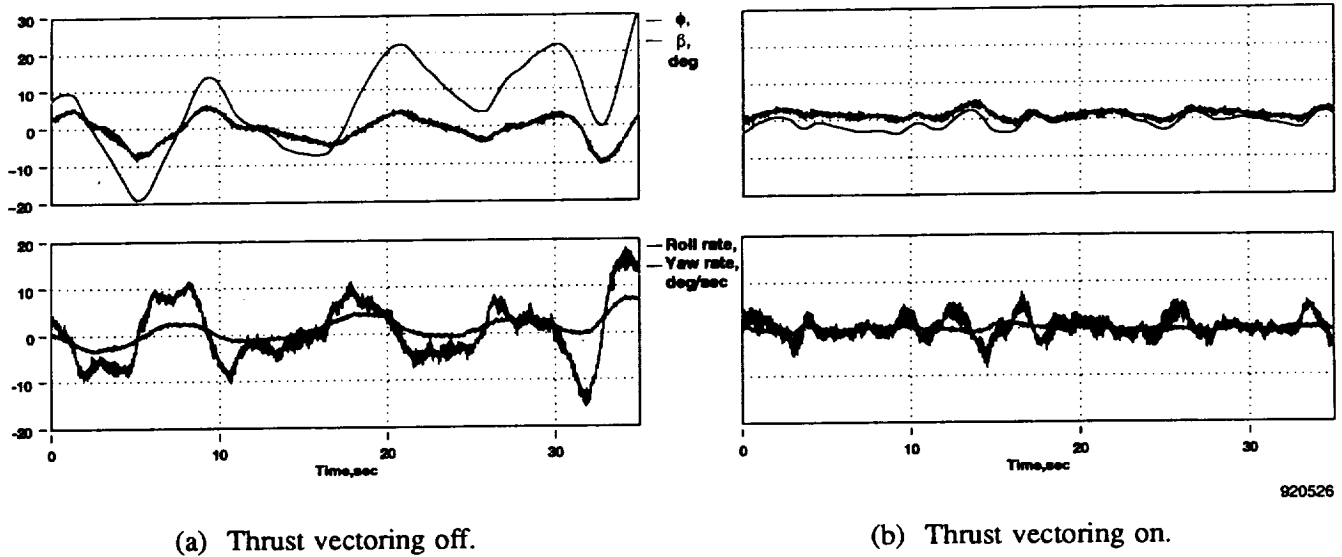 30
20
10
0
-10
-20
ϕ,
β,
deg
20
10
0
-10
-20
Roll rate,
Yaw rate,
deg/sec
0
10
20
30
Time,sec
0
10
20
30
Time,sec
920526
(a) Thrust vectoring off.
(b) Thrust vectoring on.